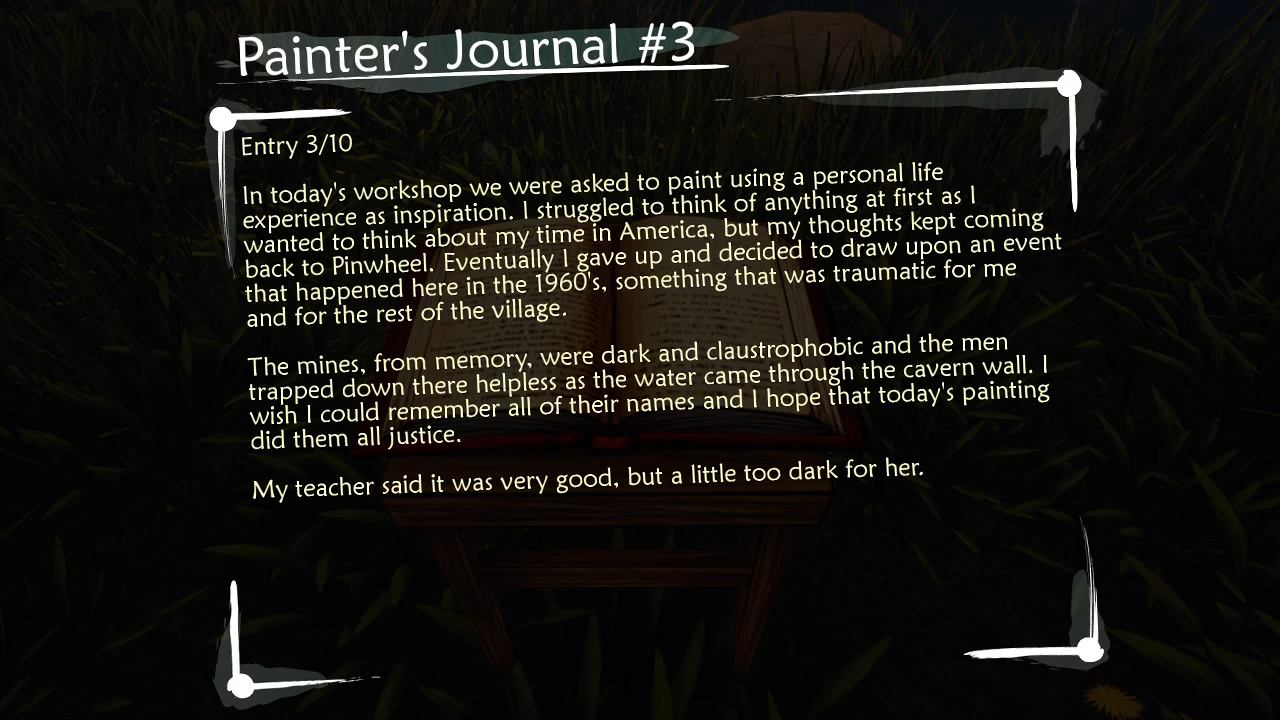 Painter's Journal #3
Entry 3/10
In today's workshop we were asked to paint using a personal life
experience as inspiration. I struggled to think of anything at first as I
wanted to think about my time in America, but my thoughts kept coming
back to Pinwheel. Eventually I gave up and decided to draw upon an event
that happened here in the 1960's, something that was traumatic for me
and for the rest of the village.
The mines, from memory, were dark and claustrophobic and the men
trapped down there helpless as the water came through the cavern wall. I
wish I could remember all of their names and I hope that today's painting
did them all justice.
My teacher said it was very good, but a little too dark for her.